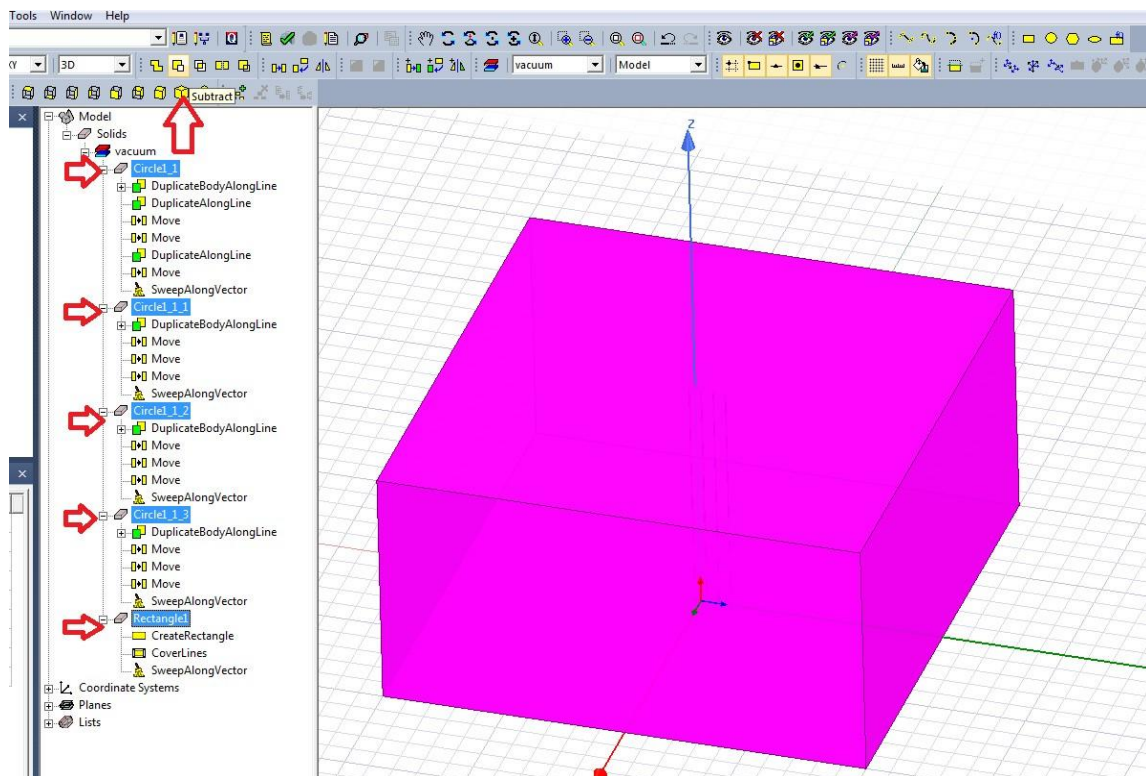 Tools Window Help
XY 3D vacuum Model
Subtract
Model
Solids
vacuum
Circle1_1
DuplicateBodyAlongLine
DuplicateAlongLine
Move
Move
DuplicateAlongLine
Move
SweepAlongVector
Circle1_1_1
DuplicateBodyAlongLine
Move
Move
Move
SweepAlongVector
Circle1_1_2
DuplicateBodyAlongLine
Move
Move
Move
SweepAlongVector
Circle1_1_3
DuplicateBodyAlongLine
Move
Move
Move
SweepAlongVector
Rectangle1
CreateRectangle
CoverLines
SweepAlongVector
Coordinate Systems
Planes
Lists
Z